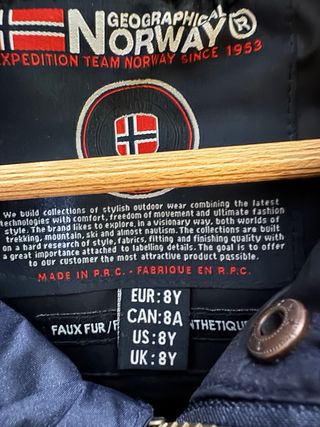 GEOGRAPHICAL
NORWAY®
EXPEDITION TEAM NORWAY SINCE 1953
We build collections of stylish outdoor wear combining the latest
technologies with comfort, freedom of movement and ultimate fashion
style. The brand likes to explore, in a visionary way, both worlds of
trekking, mountain, ski and almost nautism. The collections are built
on a hard research of style, fabrics, fitting and finishing quality with
a great importance attached to labelling details. The goal is to offer
to our customer the most attractive product possible.
MADE IN P.R.C. - FABRIQUE EN R.P.C.
EUR:8Y
CAN:8A
US:8Y
UK:8Y
FAUX FUR/